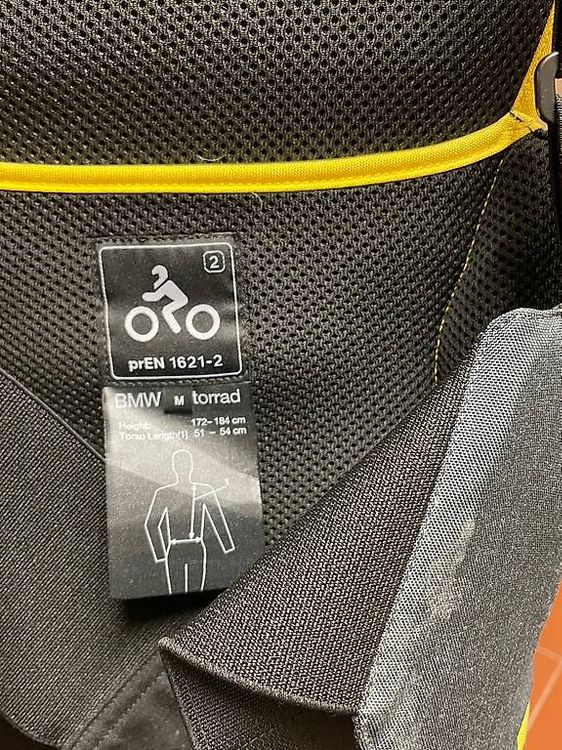 2
prEN 1621-2
BMW M torrad
Height: 172-184 cm
Torso Length(1) 51 - 54 cm